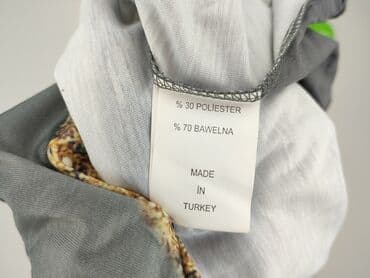 % 30 POLIESTER
% 70 BAWELNA
MADE
İN
TURKEY